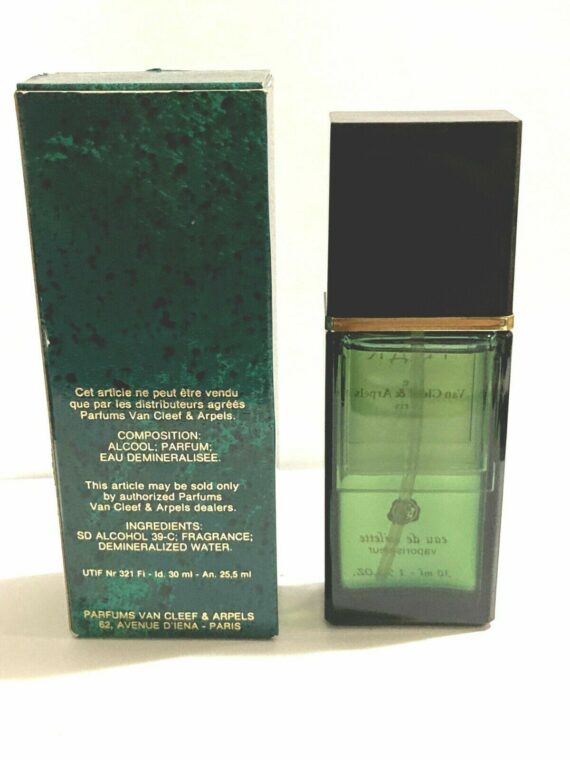 Cet article ne peut être vendu
que par les distributeurs agréés
Parfums Van Cleef & Arpels.
COMPOSITION:
ALCOOL; PARFUM;
EAU DEMINERALISEE.
This article may be sold only
by authorized Parfums
Van Cleef & Arpels dealers.
INGREDIENTS:
SD ALCOHOL 39-C; FRAGRANCE;
DEMINERALIZED WATER.
UTIF Nr 321 Fi - Id. 30 ml - An. 25,5 ml
PARFUMS VAN CLEEF & ARPELS
62, AVENUE D'IENA - PARIS
Van Cleef & Arpels
eau de toilette
vaporisateur
30 ml - OZ.